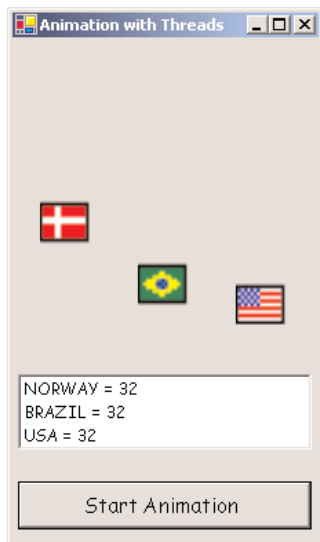 Animation with Threads
NORWAY = 32
BRAZIL = 32
USA = 32
Start Animation